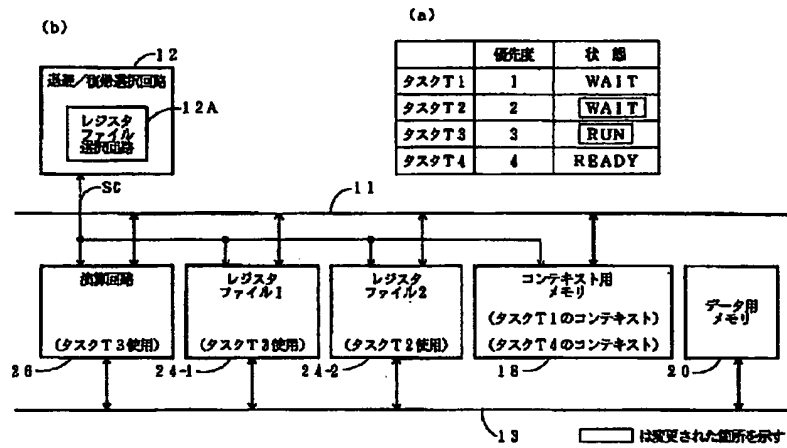 (b)
(a)
12
退避／復帰選択回路
12A
レジスタ
ファイル
選択回路
SC
優先度 状態
タスクT1 1 WAIT
タスクT2 2 WAIT
タスクT3 3 RUN
タスクT4 4 READY
11
演算回路
(タスクT3使用)
26
レジスタ
ファイル1
(タスクT3使用)
24-1
レジスタ
ファイル2
(タスクT2使用)
24-2
コンテキスト用
メモリ
(タスクT1のコンテキスト)
(タスクT4のコンテキスト)
18
データ用
メモリ
20
13
は変更された箇所を示す